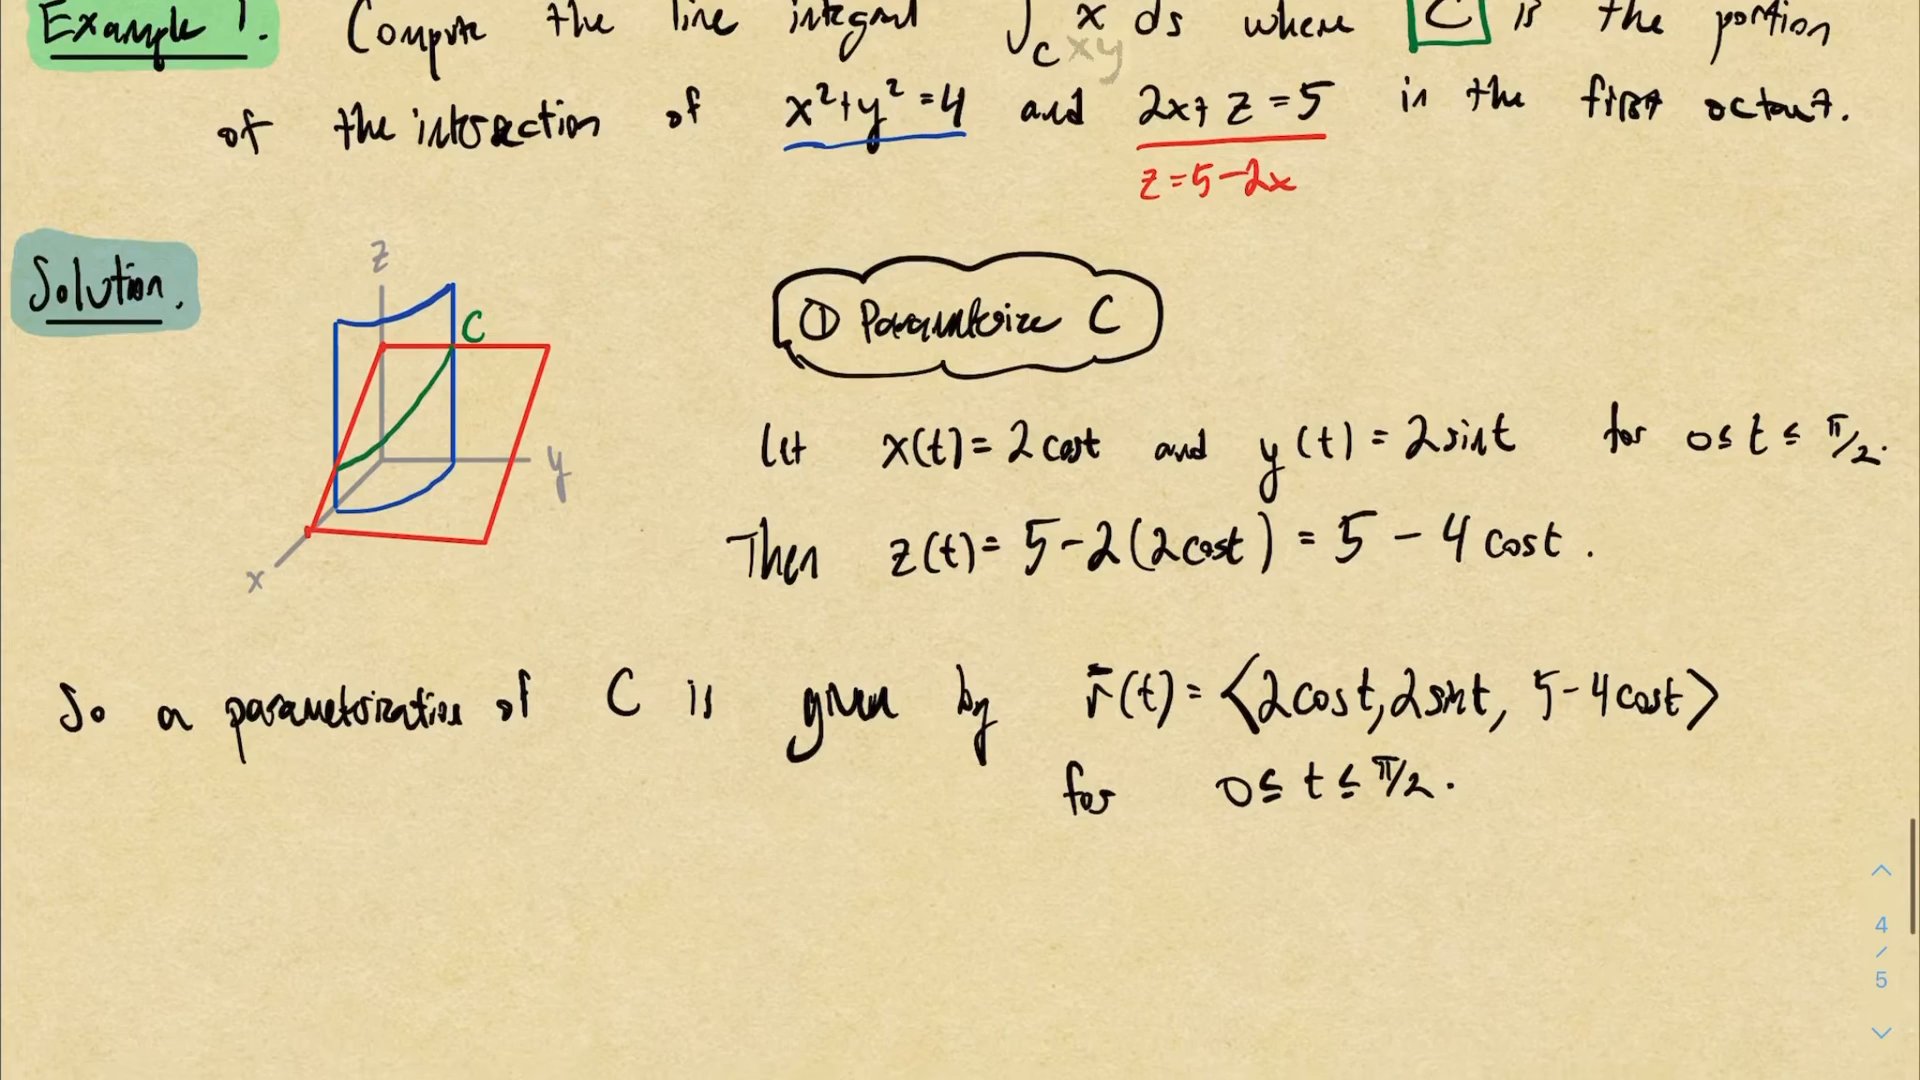 Example 1. Compute the line integral ∫_C x ds where C is the portion
xy
of the intersection of x²+y²=4 and 2x+z=5 in the first octant.
z=5-2x
Solution.
z
C
y
x
① Parameterize C
Let x(t)=2cost and y(t)=2sint for 0≤t≤π/2.
Then z(t)=5-2(2cost)=5-4cost.
So a parametrization of C is given by r⃗(t)=⟨2cost,2sint,5-4cost⟩
for 0≤t≤π/2.
4
/
5